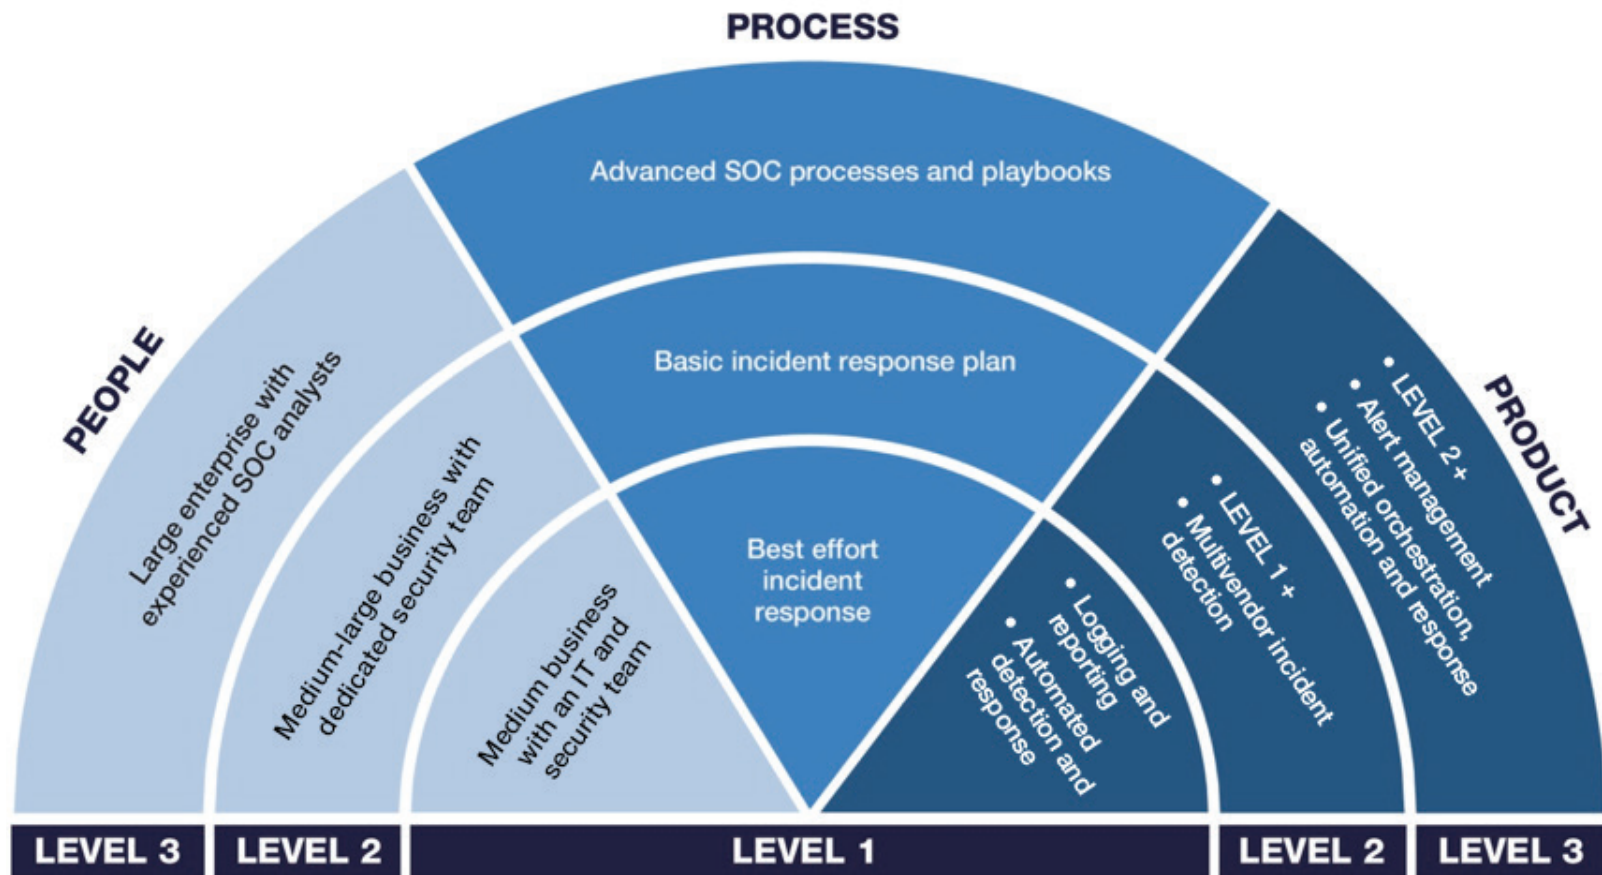 PROCESS
Advanced SOC processes and playbooks
Basic incident response plan
Best effort
incident
response
PEOPLE
Large enterprise with
experienced SOC analysts
Medium-large business with
dedicated security team
Medium business
with an IT and
security team
PRODUCT
• LEVEL 2 +
• Alert management
• Unified orchestration,
automation and response
• LEVEL 1 +
• Multivendor incident
detection
• Logging and
reporting
• Automated
detection and
response
LEVEL 3
LEVEL 2
LEVEL 1
LEVEL 2
LEVEL 3